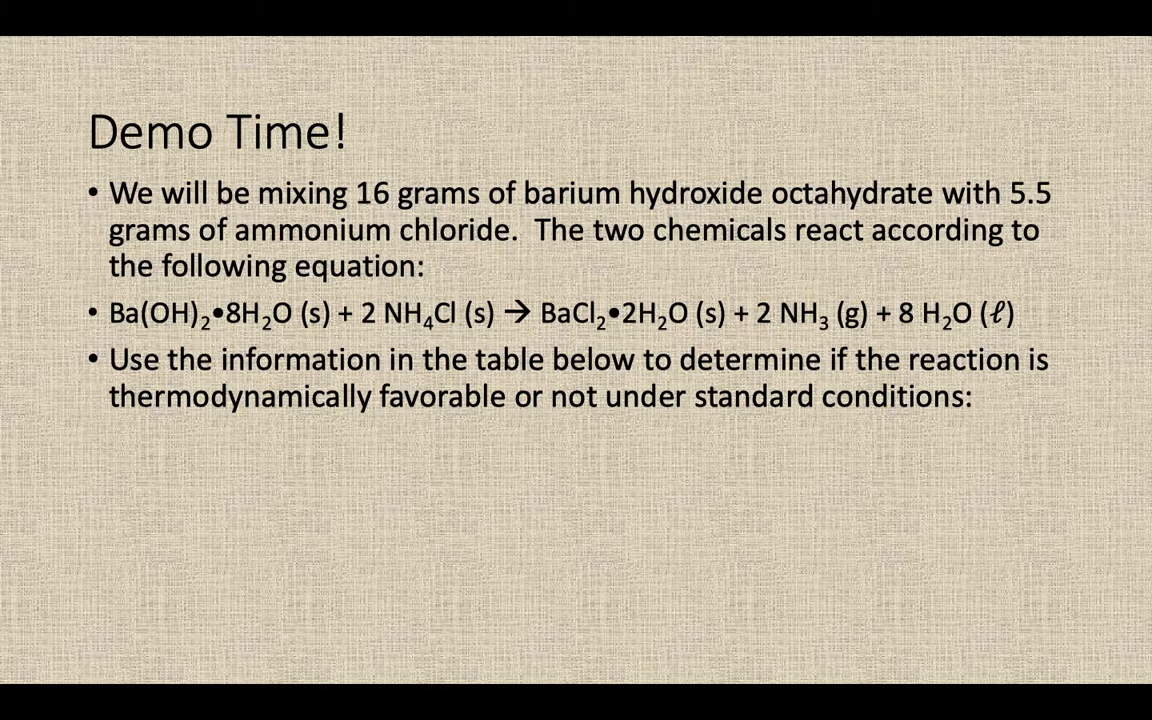 Demo Time!
• We will be mixing 16 grams of barium hydroxide octahydrate with 5.5
grams of ammonium chloride.  The two chemicals react according to
the following equation:
• Ba(OH)₂•8H₂O (s) + 2 NH₄Cl (s) → BaCl₂•2H₂O (s) + 2 NH₃ (g) + 8 H₂O (ℓ)
• Use the information in the table below to determine if the reaction is
thermodynamically favorable or not under standard conditions: